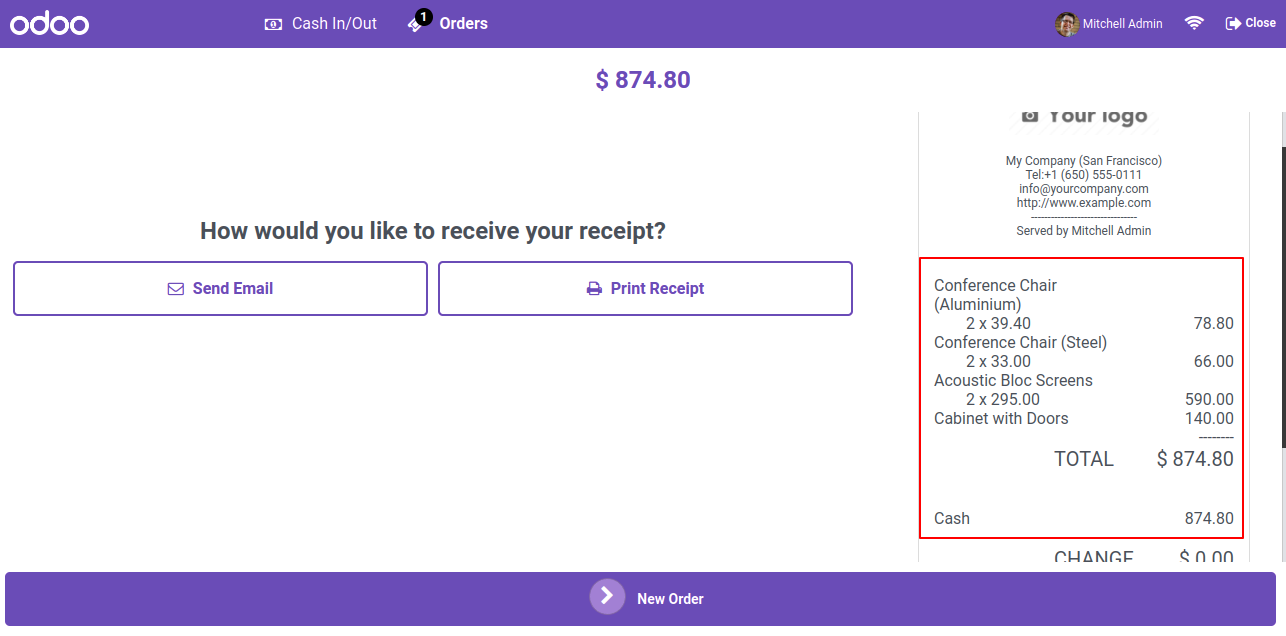 odoo
Cash In/Out
1
Orders
Mitchell Admin
Close
$ 874.80
Your logo
My Company (San Francisco)
Tel:+1 (650) 555-0111
info@yourcompany.com
http://www.example.com
--------------------------------
Served by Mitchell Admin
How would you like to receive your receipt?
Send Email
Print Receipt
Conference Chair
(Aluminium)
2 x 39.40 78.80
Conference Chair (Steel)
2 x 33.00 66.00
Acoustic Bloc Screens
2 x 295.00 590.00
Cabinet with Doors 140.00
--------
TOTAL $ 874.80
Cash 874.80
CHANGE $ 0.00
New Order